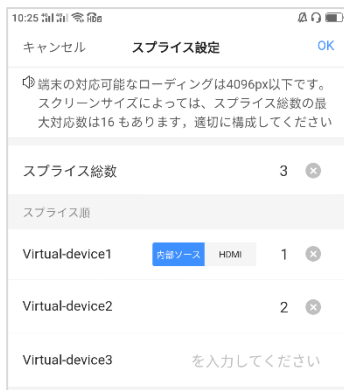 10:25
キャンセル スプライス設定 OK
端末の対応可能なローディングは4096px以下です。
スクリーンサイズによっては、スプライス総数の最
大対応数は16 もあります，適切に構成してください
スプライス総数 3
スプライス順
Virtual-device1 内部ソース HDMI 1
Virtual-device2 2
Virtual-device3 を入力してください